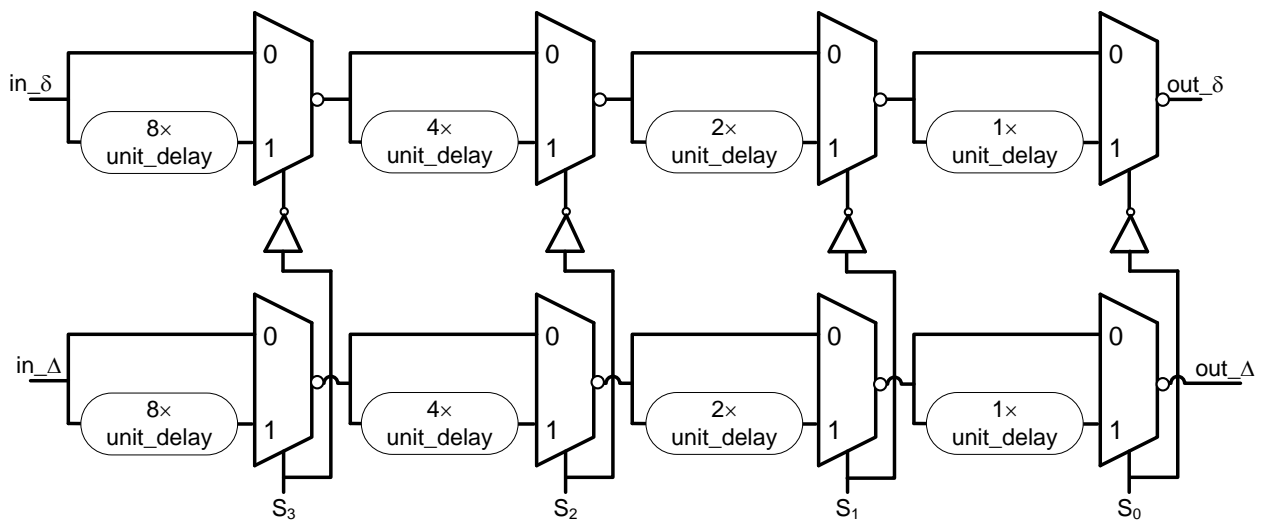 0 0 0 0
in_δ out_δ
8× 4× 2× 1×
unit_delay unit_delay unit_delay unit_delay
1 1 1 1
0 0 0 0
in_Δ out_Δ
8× 4× 2× 1×
unit_delay unit_delay unit_delay unit_delay
1 1 1 1
S₃ S₂ S₁ S₀